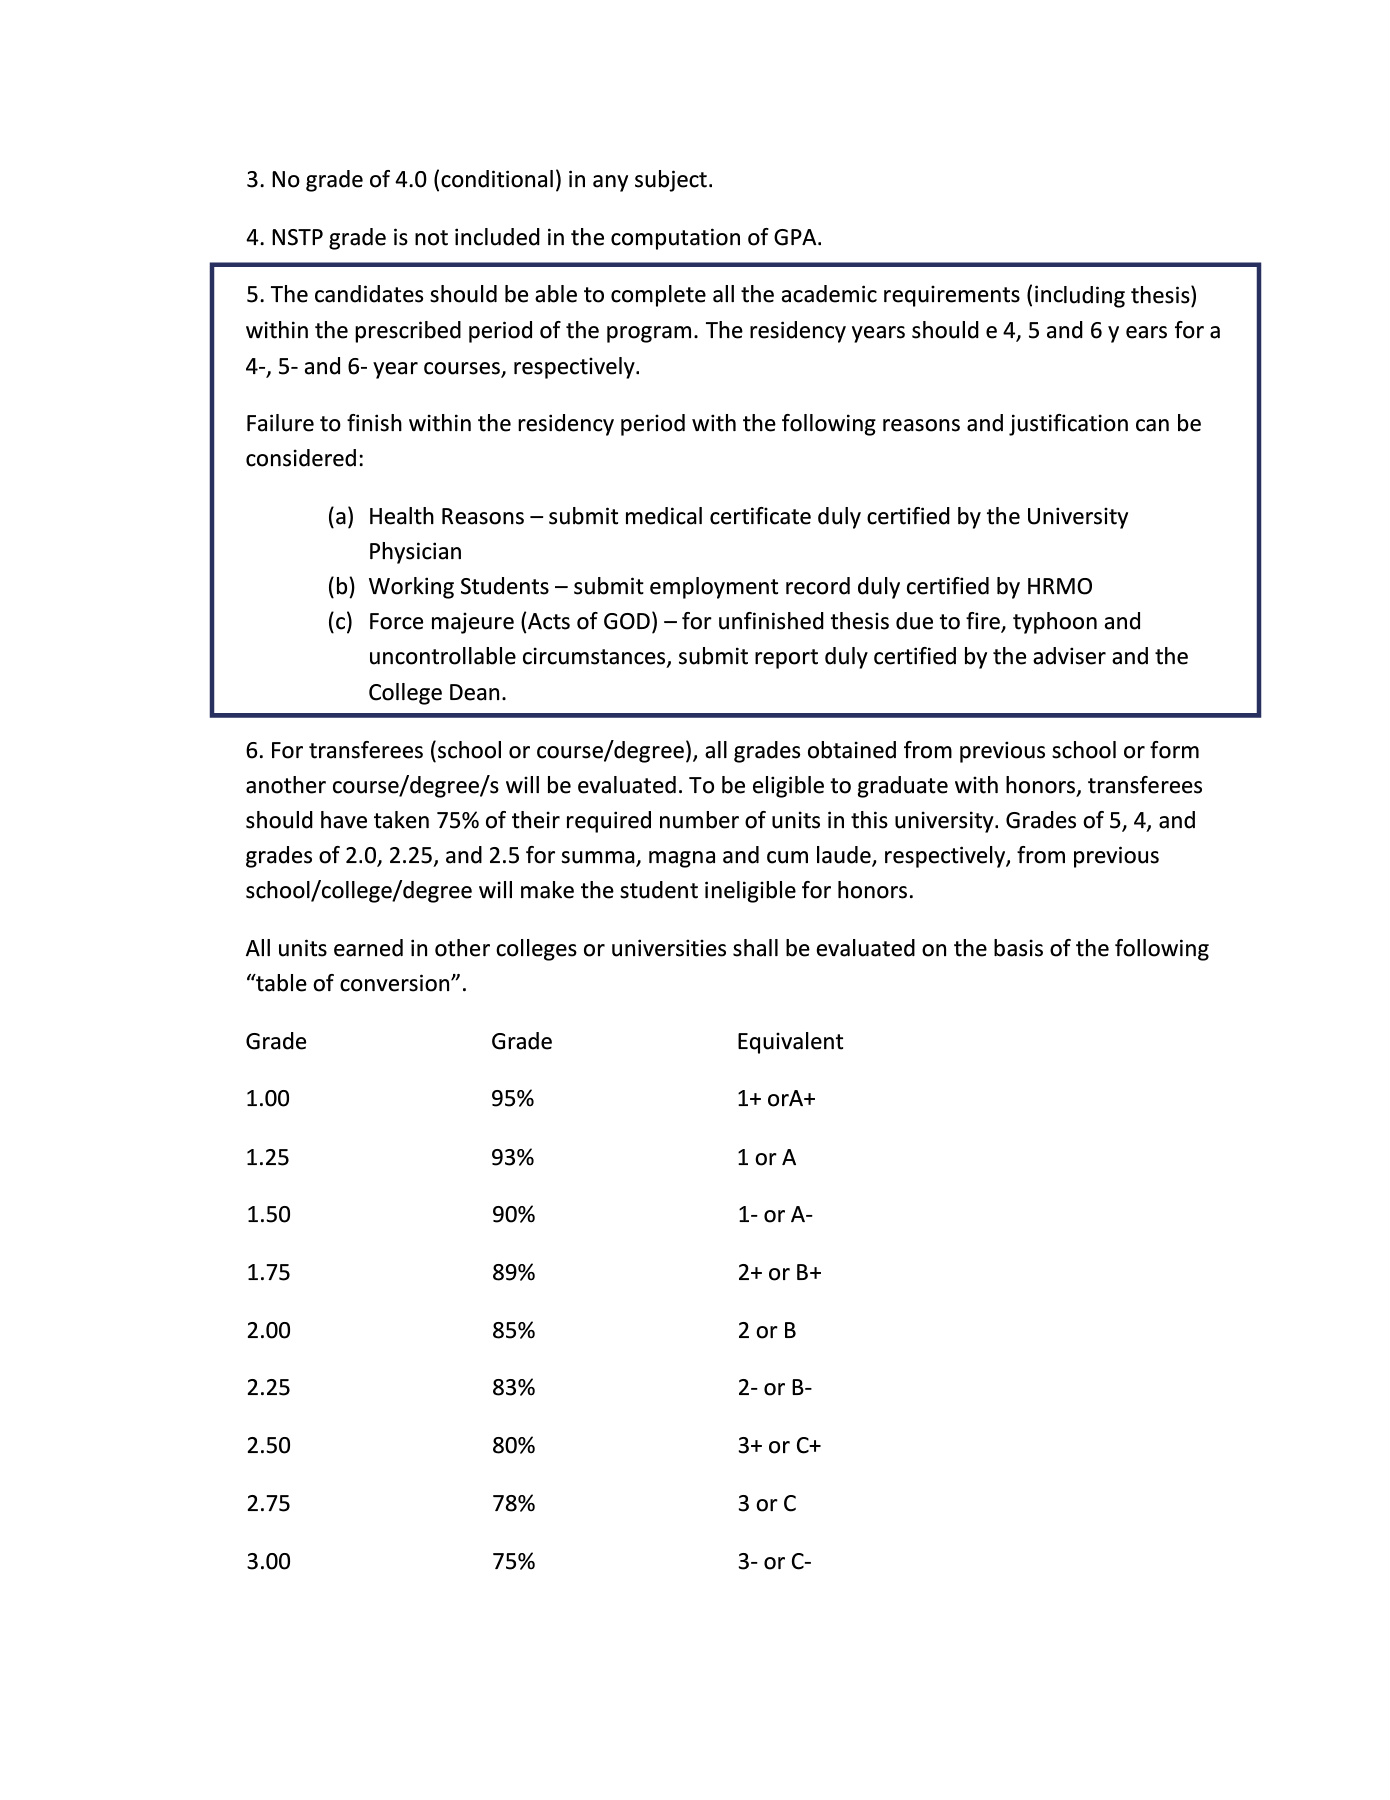 3. No grade of 4.0 (conditional) in any subject.
4. NSTP grade is not included in the computation of GPA.
5. The candidates should be able to complete all the academic requirements (including thesis)
within the prescribed period of the program. The residency years should e 4, 5 and 6 y ears for a
4-, 5- and 6- year courses, respectively.
Failure to finish within the residency period with the following reasons and justification can be
considered:
(a) Health Reasons – submit medical certificate duly certified by the University
Physician
(b) Working Students – submit employment record duly certified by HRMO
(c) Force majeure (Acts of GOD) – for unfinished thesis due to fire, typhoon and
uncontrollable circumstances, submit report duly certified by the adviser and the
College Dean.
6. For transferees (school or course/degree), all grades obtained from previous school or form
another course/degree/s will be evaluated. To be eligible to graduate with honors, transferees
should have taken 75% of their required number of units in this university. Grades of 5, 4, and
grades of 2.0, 2.25, and 2.5 for summa, magna and cum laude, respectively, from previous
school/college/degree will make the student ineligible for honors.
All units earned in other colleges or universities shall be evaluated on the basis of the following
“table of conversion”.
Grade Grade Equivalent
1.00 95% 1+ orA+
1.25 93% 1 or A
1.50 90% 1- or A-
1.75 89% 2+ or B+
2.00 85% 2 or B
2.25 83% 2- or B-
2.50 80% 3+ or C+
2.75 78% 3 or C
3.00 75% 3- or C-